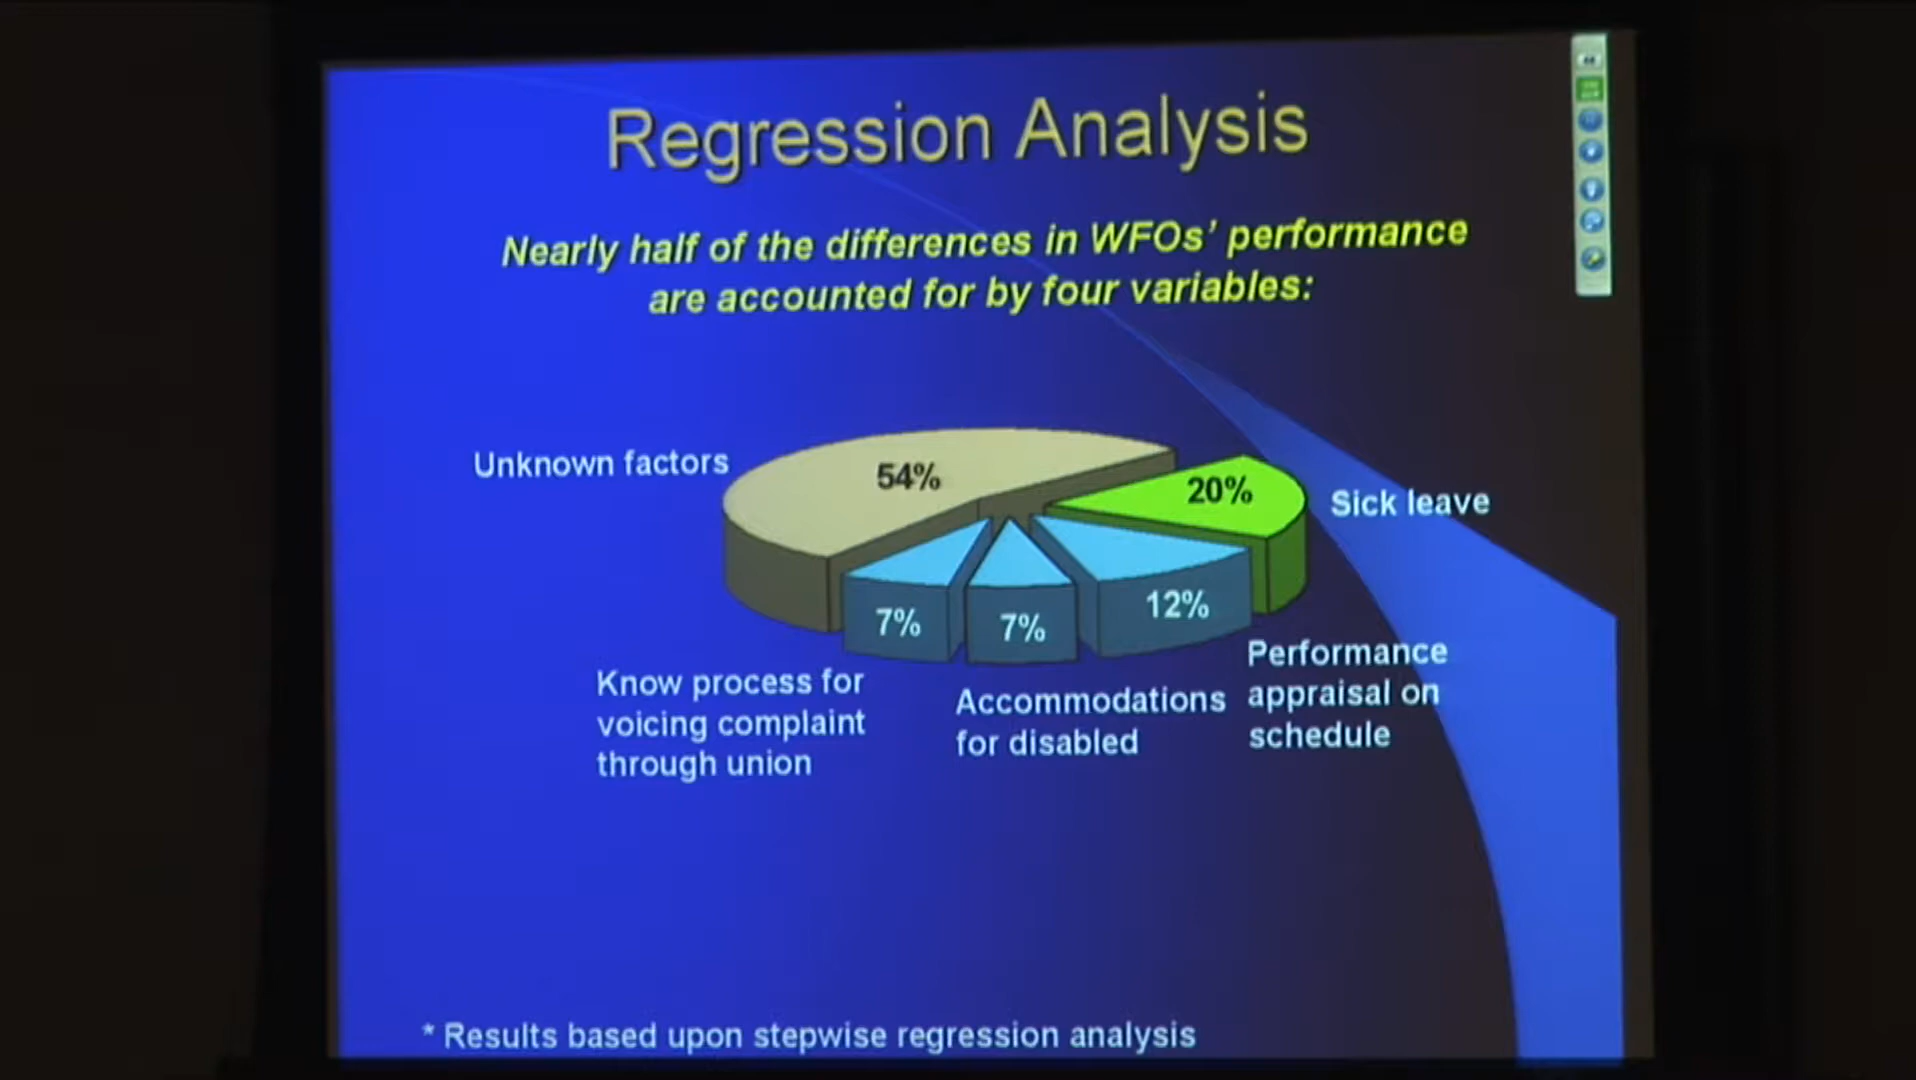 Regression Analysis
Nearly half of the differences in WFOs' performance
are accounted for by four variables:
Unknown factors
54%
20%
Sick leave
7%
7%
12%
Know process for
voicing complaint
through union
Accommodations
for disabled
Performance
appraisal on
schedule
* Results based upon stepwise regression analysis